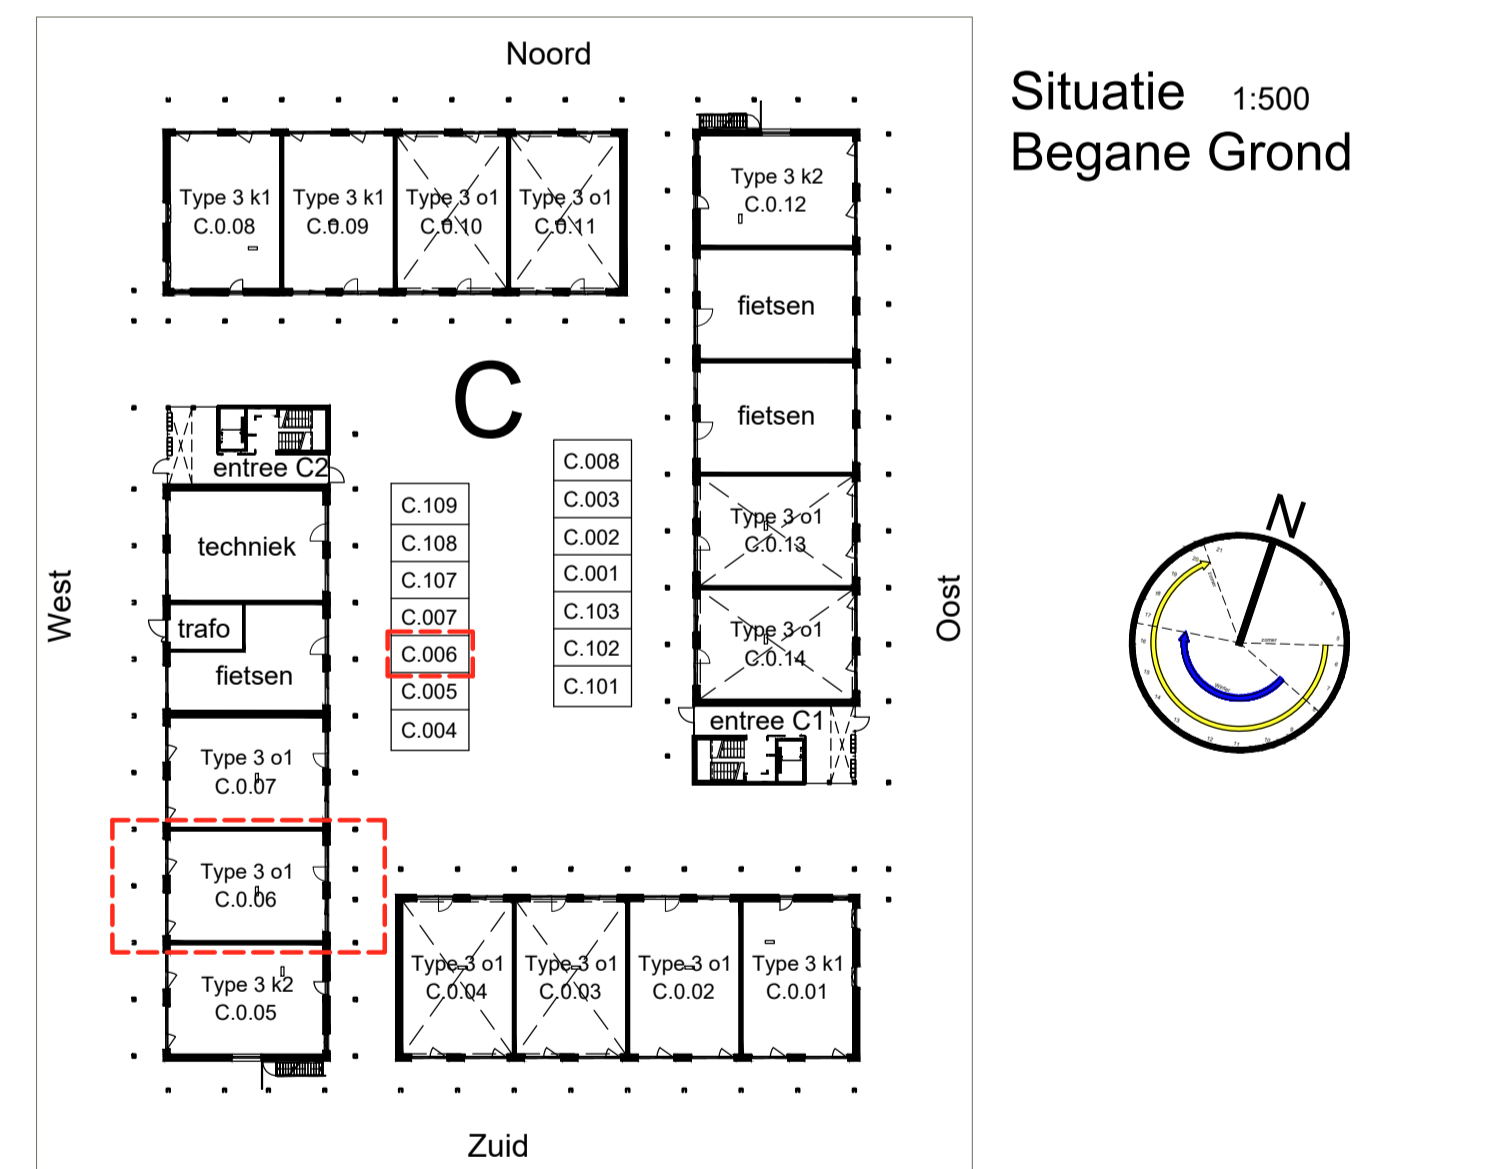 Noord
Situatie 1:500
Begane Grond
Type 3 k1
C.0.08
Type 3 k1
C.0.09
Type 3 o1
C.0.10
Type 3 o1
C.0.11
Type 3 k2
C.0.12
fietsen
fietsen
C
entree C2
techniek
trafo
fietsen
C.109
C.108
C.107
C.007
C.006
C.005
C.004
C.008
C.003
C.002
C.001
C.103
C.102
C.101
Type 3 o1
C.0.13
Type 3 o1
C.0.14
entree C1
West
Oost
N
zomer
winter
Type 3 o1
C.0.07
Type 3 o1
C.0.06
Type 3 k2
C.0.05
Type 3 o1
C.0.04
Type 3 o1
C.0.03
Type 3 o1
C.0.02
Type 3 k1
C.0.01
Zuid